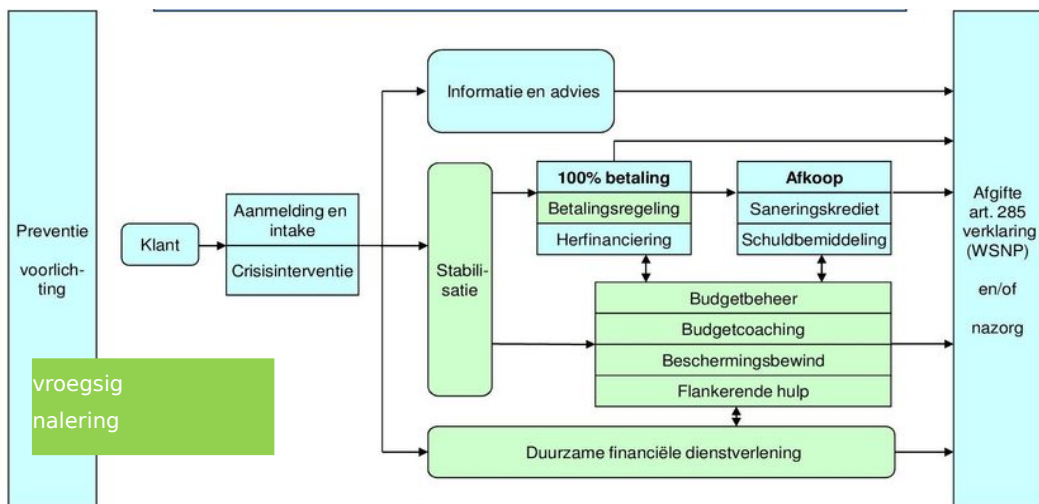 Preventie
voorlich-
ting
vroegsig
nalering
Klant
Aanmelding en
intake
Crisisinterventie
Informatie en advies
Stabili-
satie
100% betaling
Betalingsregeling
Herfinanciering
Afkoop
Saneringskrediet
Schuldbemiddeling
Budgetbeheer
Budgetcoaching
Beschermingsbewind
Flankerende hulp
Duurzame financiële dienstverlening
Afgifte
art. 285
verklaring
(WSNP)
en/of
nazorg